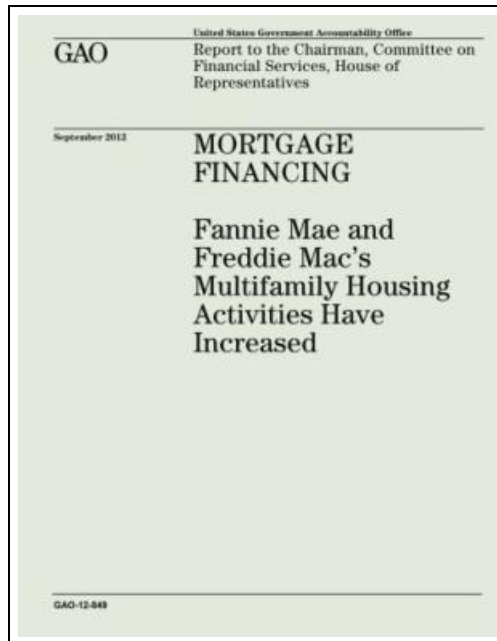 United States Government Accountability Office
GAO
Report to the Chairman, Committee on
Financial Services, House of
Representatives
September 2012
MORTGAGE
FINANCING
Fannie Mae and
Freddie Mac's
Multifamily Housing
Activities Have
Increased
GAO-12-849